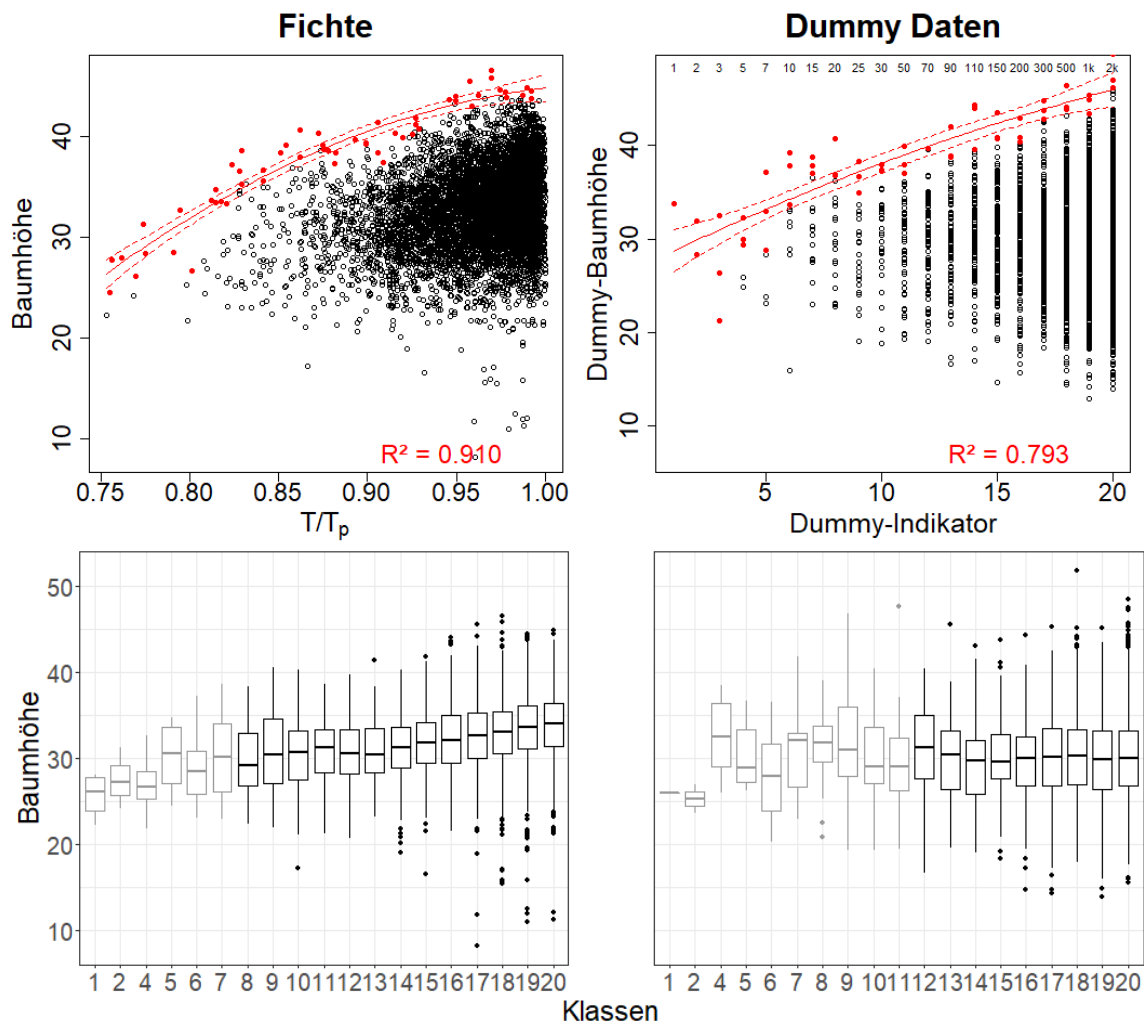 Fichte
Dummy Daten
Baumhöhe
40
30
20
10
0.75 0.80 0.85 0.90 0.95 1.00
T/Tp
R² = 0.910
Dummy-Baumhöhe
40
30
20
10
1 2 3 5 7 10 15 20 25 30 50 70 90 110 150 200 300 500 1k 2k
5 10 15 20
Dummy-Indikator
R² = 0.793
Baumhöhe
50
40
30
20
10
1 2 4 5 6 7 8 9 10 11 12 13 14 15 16 17 18 19 20
1 2 4 5 6 7 8 9 10 11 12 13 14 15 16 17 18 19 20
Klassen